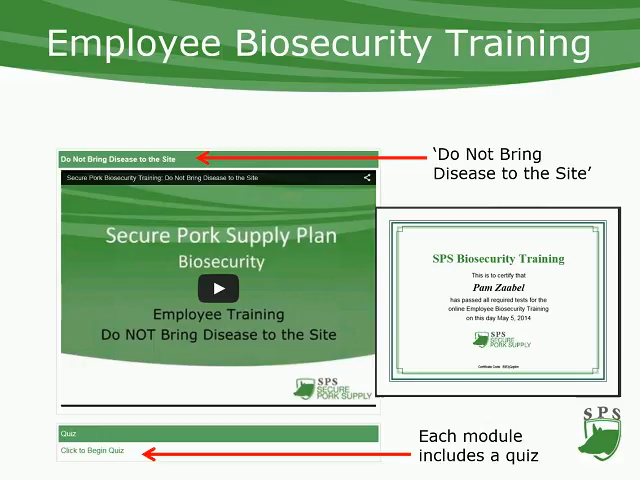 Employee Biosecurity Training
Do Not Bring Disease to the Site
‘Do Not Bring
Disease to the Site’
Secure Pork Biosecurity Training: Do Not Bring Disease to the Site
Secure Pork Supply Plan
Biosecurity
Employee Training
Do NOT Bring Disease to the Site
SPS
SECURE
PORK SUPPLY
SPS Biosecurity Training
This is to certify that
Pam Zaabel
has passed all required tests for the
online Employee Biosecurity Training
on this day May 5, 2014
SPS
SECURE
PORK SUPPLY
Certificate Code:
SPS
Quiz
Click to Begin Quiz
Each module
includes a quiz